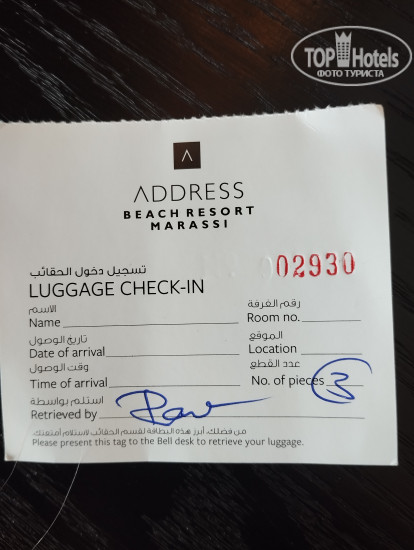 TOP Hotels
ФОТО ТУРИСТА
A
ADDRESS
BEACH RESORT
MARASSI
02930
تسجيل دخول الحقائب
LUGGAGE CHECK-IN
الاسم
Name
رقم الغرفة
Room no.
تاريخ الوصول
Date of arrival
الموقع
Location
وقت الوصول
Time of arrival
عدد القطع
No. of pieces 3
استلم بواسطة
Retrieved by
من فضلك، أبرز هذه البطاقة لقسم الحقائب لاستلام أمتعتك.
Please present this tag to the Bell desk to retrieve your luggage.